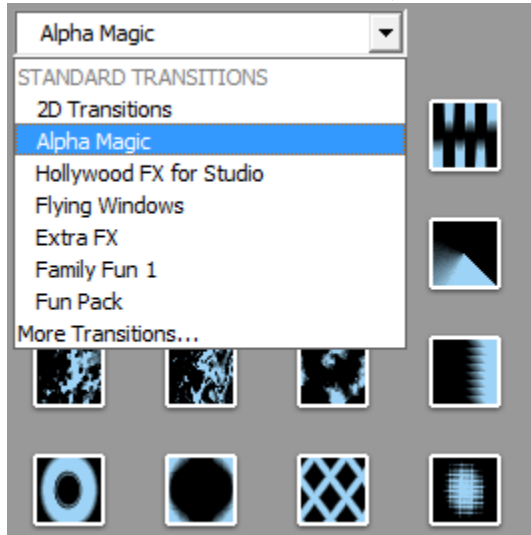 Alpha Magic
STANDARD TRANSITIONS
2D Transitions
Alpha Magic
Hollywood FX for Studio
Flying Windows
Extra FX
Family Fun 1
Fun Pack
More Transitions...